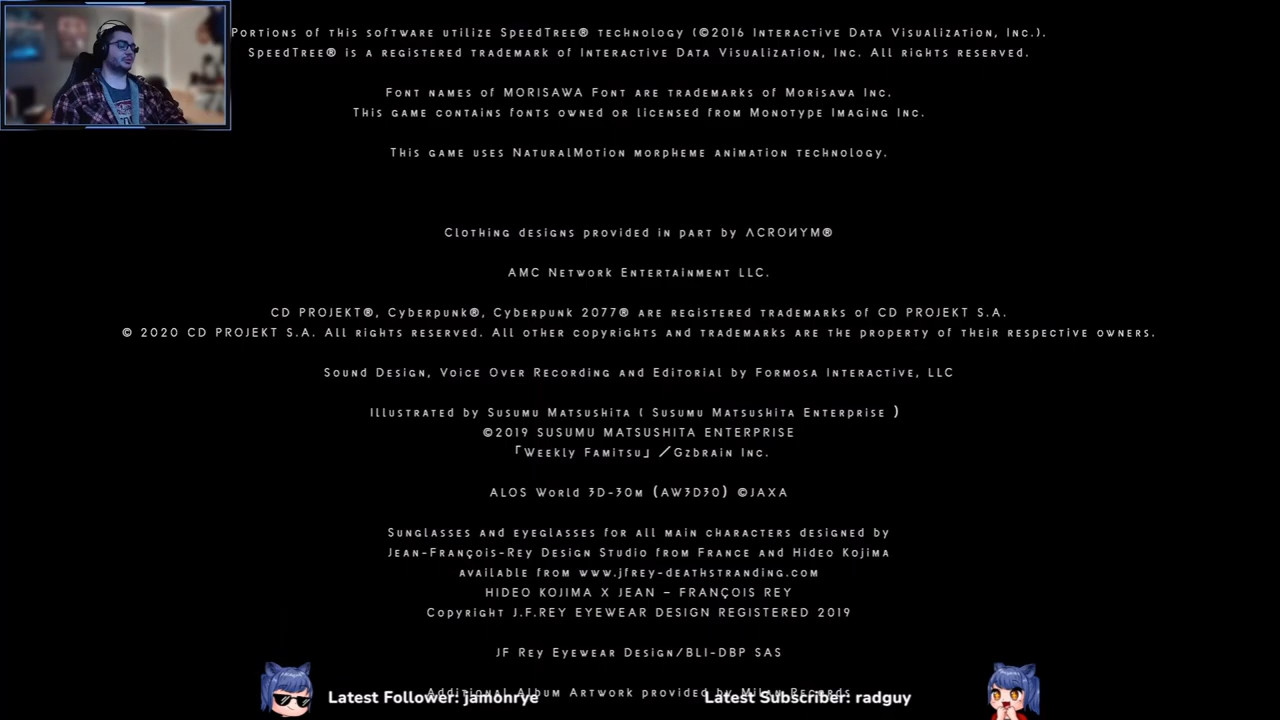 Portions of this software utilize SpeedTree® technology (©2016 Interactive Data Visualization, Inc.).
SpeedTree® is a registered trademark of Interactive Data Visualization, Inc. All rights reserved.
Font names of MORISAWA Font are trademarks of Morisawa Inc.
This game contains fonts owned or licensed from Monotype Imaging Inc.
This game uses NaturalMotion morpheme animation technology.
Clothing designs provided in part by ACRONYM®
AMC Network Entertainment LLC.
CD PROJEKT®, Cyberpunk®, Cyberpunk 2077® are registered trademarks of CD PROJEKT S.A.
© 2020 CD PROJEKT S.A. All rights reserved. All other copyrights and trademarks are the property of their respective owners.
Sound Design, Voice Over Recording and Editorial by Formosa Interactive, LLC
Illustrated by Susumu Matsushita ( Susumu Matsushita Enterprise )
©2019 SUSUMU MATSUSHITA ENTERPRISE
「Weekly Famitsu」／Gzbrain Inc.
ALOS World 3D-30m (AW3D30) ©JAXA
Sunglasses and eyeglasses for all main characters designed by
Jean-François-Rey Design Studio from France and Hideo Kojima
available from www.jfrey-deathstranding.com
HIDEO KOJIMA X JEAN – FRANÇOIS REY
Copyright J.F.REY EYEWEAR DESIGN REGISTERED 2019
JF Rey Eyewear Design/BLI-DBP SAS
Additional Album Artwork provided by Milan Records
Latest Follower: jamonrye
Latest Subscriber: radguy